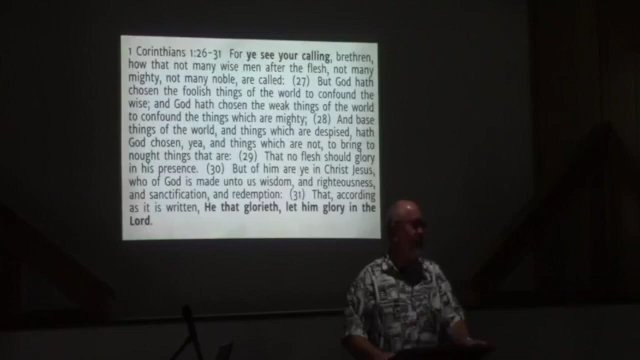 1 Corinthians 1:26-31 For ye see your calling, brethren,
how that not many wise men after the flesh, not many
mighty, not many noble, are called: (27) But God hath
chosen the foolish things of the world to confound the
wise; and God hath chosen the weak things of the world
to confound the things which are mighty; (28) And base
things of the world, and things which are despised, hath
God chosen, yea, and things which are not, to bring to
nought things that are: (29) That no flesh should glory
in his presence. (30) But of him are ye in Christ Jesus,
who of God is made unto us wisdom, and righteousness,
and sanctification, and redemption: (31) That, according
as it is written, He that glorieth, let him glory in the
Lord.